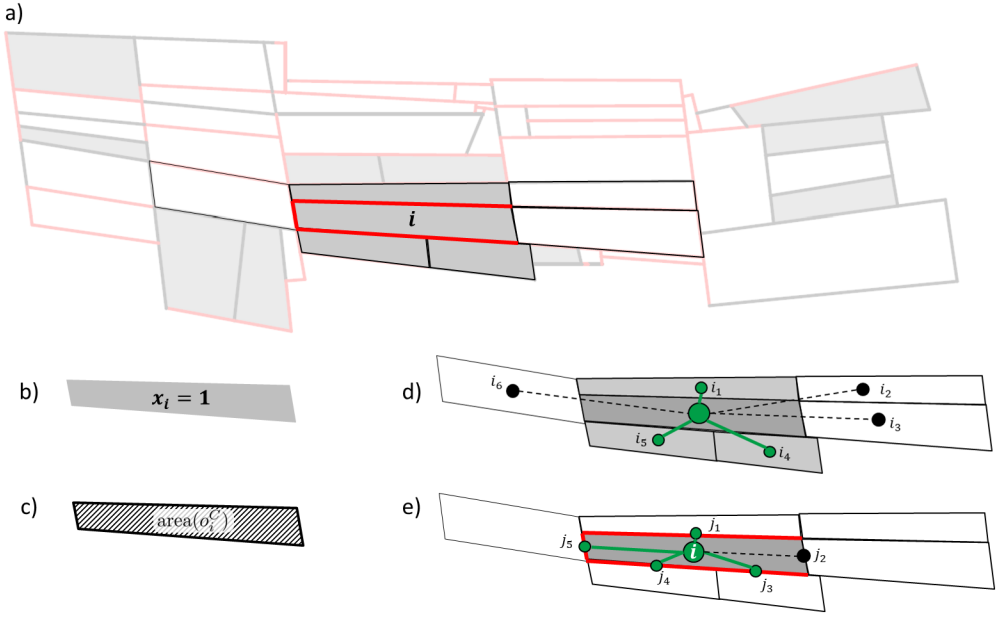 a)
i
b)
x_i = 1
c)
area(o_i^C)
d)
i_1
i_2
i_3
i_4
i_5
i_6
e)
j_1
j_2
j_3
j_4
j_5
i